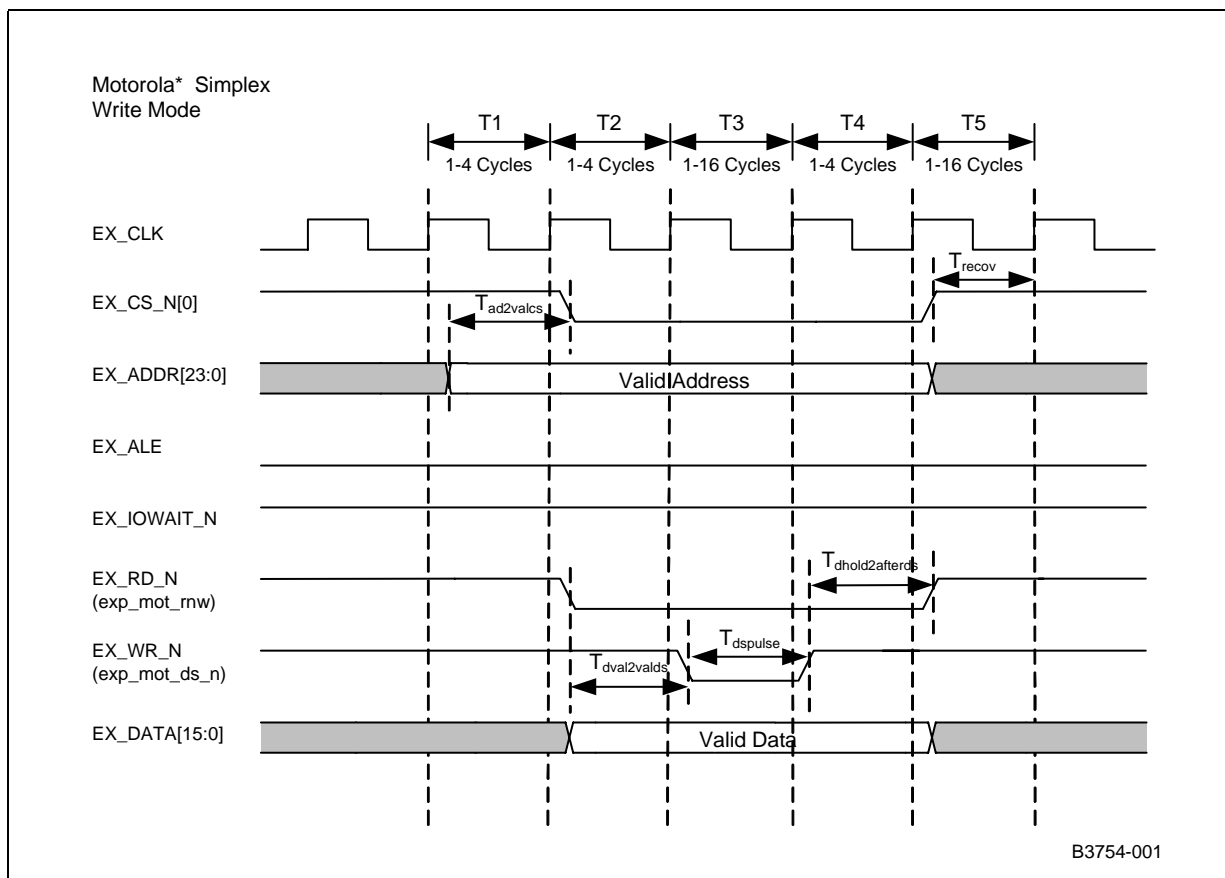 Motorola* Simplex
Write Mode
T1 T2 T3 T4 T5
1-4 Cycles 1-4 Cycles 1-16 Cycles 1-4 Cycles 1-16 Cycles
EX_CLK
Trecov
EX_CS_N[0]
Tad2valcs
EX_ADDR[23:0]
Valid Address
EX_ALE
EX_IOWAIT_N
Tdhold2afterds
EX_RD_N
(exp_mot_rnw)
EX_WR_N
(exp_mot_ds_n)
Tdspulse
Tdval2valds
EX_DATA[15:0]
Valid Data
B3754-001